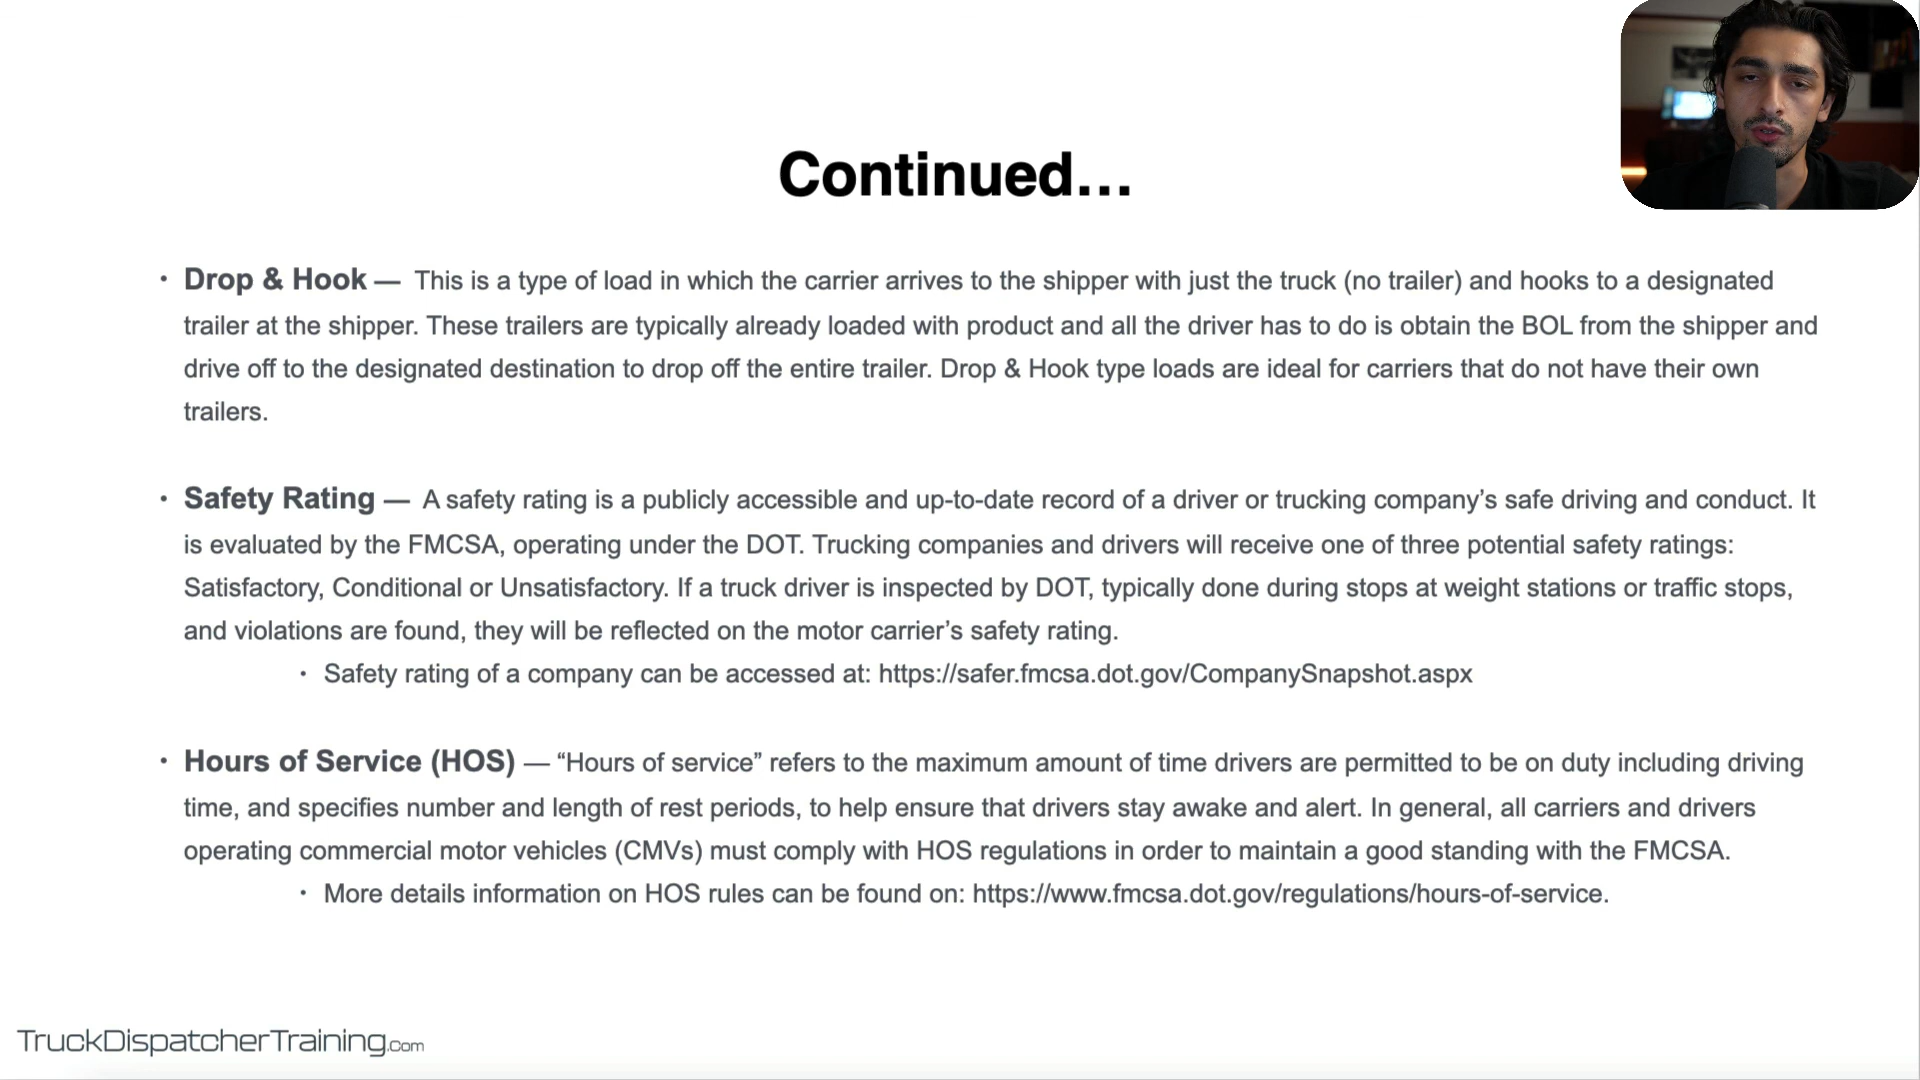 Continued...
• Drop & Hook — This is a type of load in which the carrier arrives to the shipper with just the truck (no trailer) and hooks to a designated
trailer at the shipper. These trailers are typically already loaded with product and all the driver has to do is obtain the BOL from the shipper and
drive off to the designated destination to drop off the entire trailer. Drop & Hook type loads are ideal for carriers that do not have their own
trailers.
• Safety Rating — A safety rating is a publicly accessible and up-to-date record of a driver or trucking company’s safe driving and conduct. It
is evaluated by the FMCSA, operating under the DOT. Trucking companies and drivers will receive one of three potential safety ratings:
Satisfactory, Conditional or Unsatisfactory. If a truck driver is inspected by DOT, typically done during stops at weight stations or traffic stops,
and violations are found, they will be reflected on the motor carrier’s safety rating.
• Safety rating of a company can be accessed at: https://safer.fmcsa.dot.gov/CompanySnapshot.aspx
• Hours of Service (HOS) — “Hours of service” refers to the maximum amount of time drivers are permitted to be on duty including driving
time, and specifies number and length of rest periods, to help ensure that drivers stay awake and alert. In general, all carriers and drivers
operating commercial motor vehicles (CMVs) must comply with HOS regulations in order to maintain a good standing with the FMCSA.
• More details information on HOS rules can be found on: https://www.fmcsa.dot.gov/regulations/hours-of-service.
TruckDispatcherTraining.com